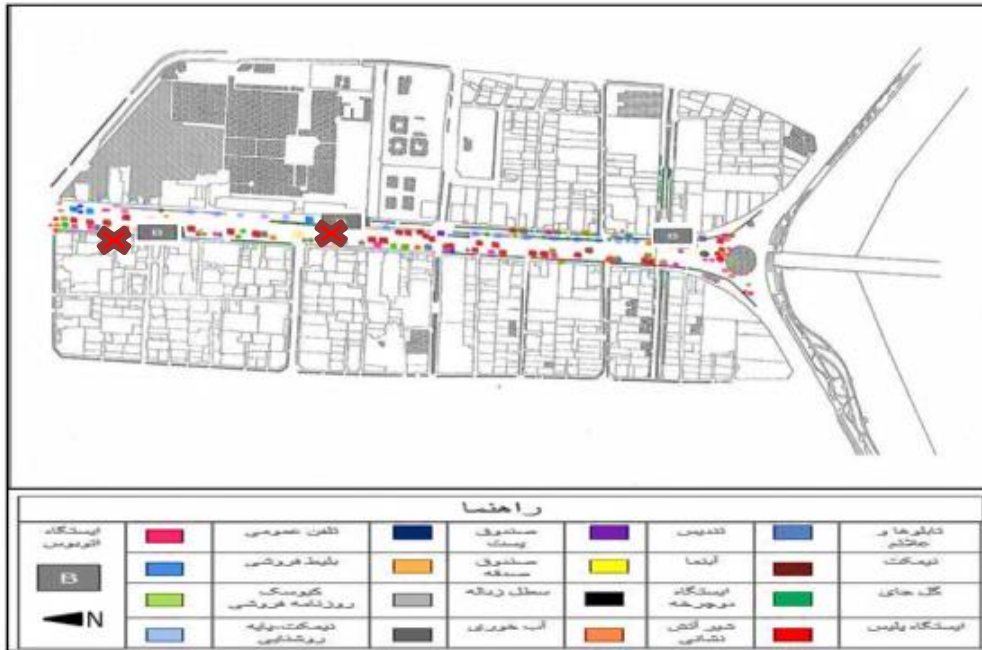 B
B
راهنما
تابلوها و
علائم
تندیس
صندوق
پست
تلفن عمومی
ایستگاه
اتوبوس
نیمکت
آبنما
صندوق
صدقه
بلیط فروشی
B
گل جای
ایستگاه
دوچرخه
سطل زباله
کیوسک
روزنامه فروشی
N
ایستگاه پلیس
شیر آتش
نشانی
آب خوری
نیمکت-پایه
روشنایی